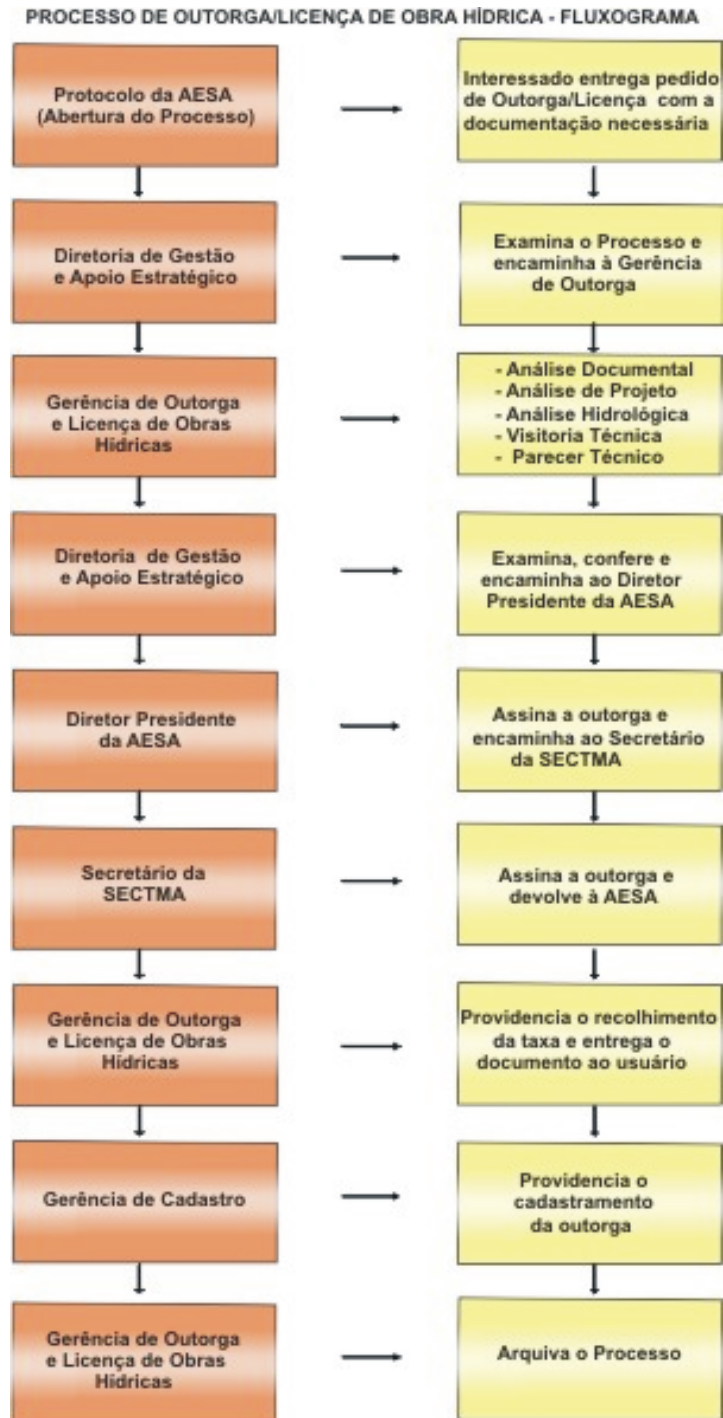 PROCESSO DE OUTORGA/LICENÇA DE OBRA HÍDRICA - FLUXOGRAMA
Protocolo da AESA
(Abertura do Processo)
Interessado entrega pedido
de Outorga/Licença com a
documentação necessária
Diretoria de Gestão
e Apoio Estratégico
Examina o Processo e
encaminha à Gerência
de Outorga
Gerência de Outorga
e Licença de Obras
Hídricas
- Análise Documental
- Análise de Projeto
- Análise Hidrológica
- Visitoria Técnica
- Parecer Técnico
Diretoria de Gestão
e Apoio Estratégico
Examina, confere e
encaminha ao Diretor
Presidente da AESA
Diretor Presidente
da AESA
Assina a outorga e
encaminha ao Secretário
da SECTMA
Secretário da
SECTMA
Assina a outorga e
devolve à AESA
Gerência de Outorga
e Licença de Obras
Hídricas
Providencia o recolhimento
da taxa e entrega o
documento ao usuário
Gerência de Cadastro
Providencia o
cadastramento
da outorga
Gerência de Outorga
e Licença de Obras
Hídricas
Arquiva o Processo